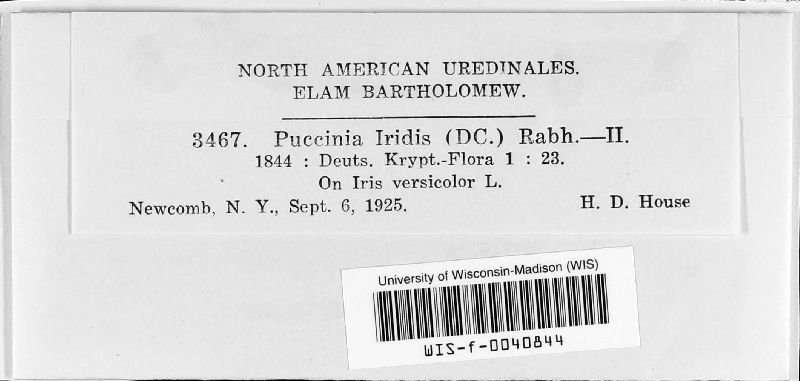 NORTH AMERICAN UREDINALES.
ELAM BARTHOLOMEW.
3467. Puccinia Iridis (DC.) Rabh.—II.
1844 : Deuts. Krypt.-Flora 1 : 23.
On Iris versicolor L.
Newcomb, N. Y., Sept. 6, 1925. H. D. House
University of Wisconsin-Madison (WIS)
WIS-f-0040844